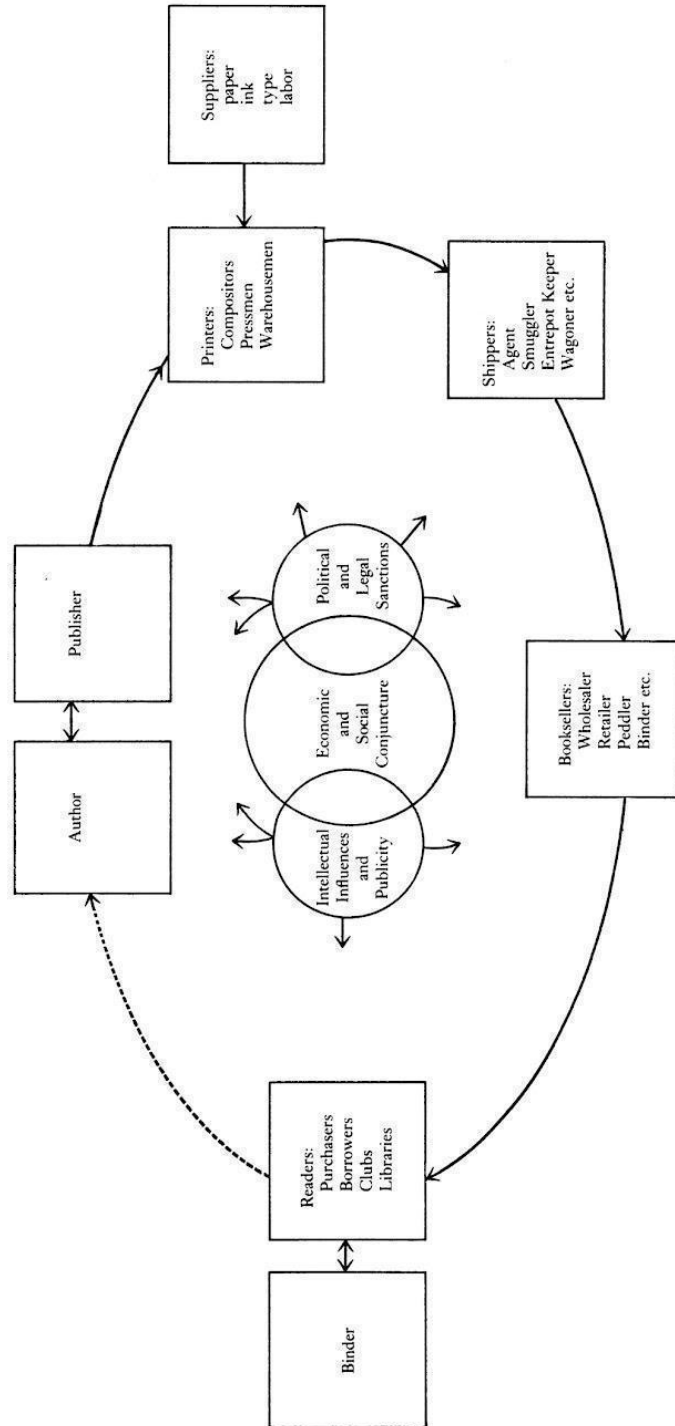 Author
Publisher
Suppliers:
paper
ink
type
labor
Printers:
Compositors
Pressmen
Warehousemen
Intellectual
Influences
and
Publicity
Economic
and
Social
Conjuncture
Political
and
Legal
Sanctions
Shippers:
Agent
Smuggler
Entrepot Keeper
Wagoner etc.
Booksellers:
Wholesaler
Retailer
Peddler
Binder etc.
Readers:
Purchasers
Borrowers
Clubs
Libraries
Binder